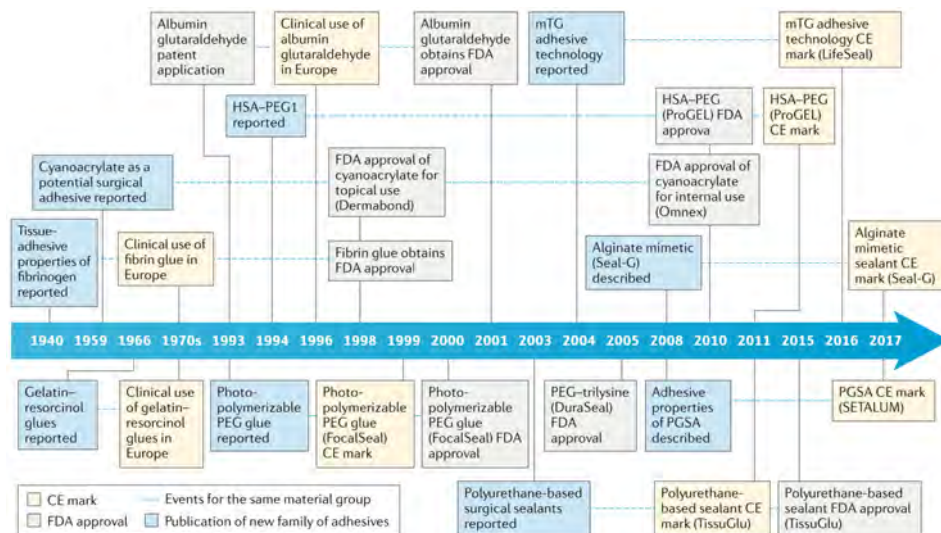 Albumin
glutaraldehyde
patent
application
Clinical use of
albumin
glutaraldehyde
in Europe
Albumin
glutaraldehyde
obtains FDA
approval
mTG
adhesive
technology
reported
mTG adhesive
technology CE
mark (LifeSeal)
HSA–PEG1
reported
HSA–PEG
(ProGEL) FDA
approva
HSA–PEG
(ProGEL)
CE mark
Cyanoacrylate as a
potential surgical
adhesive reported
FDA approval of
cyanoacrylate for
topical use
(Dermabond)
FDA approval of
cyanoacrylate
for internal use
(Omnex)
Tissue-
adhesive
properties of
fibrinogen
reported
Clinical use of
fibrin glue in
Europe
Fibrin glue obtains
FDA approval
Alginate mimetic
(Seal-G)
described
Alginate
mimetic
sealant CE
mark (Seal-G)
1940 1959 1966 1970s 1993 1994 1996 1998 1999 2000 2001 2003 2004 2005 2008 2010 2011 2015 2016 2017
Gelatin–
resorcinol
glues
reported
Clinical use
of gelatin–
resorcinol
glues in
Europe
Photo-
polymerizable
PEG glue
reported
Photo-
polymerizable
PEG glue
(FocalSeal)
CE mark
Photo-
polymerizable
PEG glue
(FocalSeal) FDA
approval
PEG–trilysine
(DuraSeal)
FDA
approval
Adhesive
properties
of PGSA
described
PGSA CE mark
(SETALUM)
Polyurethane-based
surgical sealants
reported
Polyurethane-
based sealant CE
mark (TissuGlu)
Polyurethane-based
sealant FDA approval
(TissuGlu)
CE mark
Events for the same material group
FDA approval
Publication of new family of adhesives